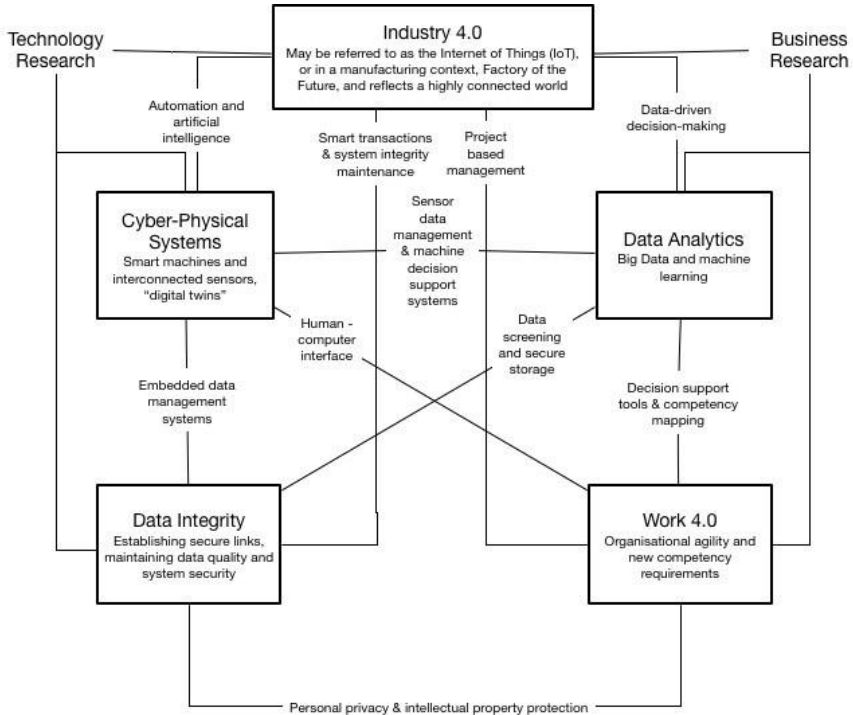 Industry 4.0
May be referred to as the Internet of Things (IoT),
or in a manufacturing context, Factory of the
Future, and reflects a highly connected world
Technology
Research
Business
Research
Automation and
artificial
intelligence
Smart transactions
& system integrity
maintenance
Project
based
management
Data-driven
decision-making
Cyber-Physical
Systems
Smart machines and
interconnected sensors,
“digital twins”
Sensor
data
management
& machine
decision
support
systems
Data Analytics
Big Data and machine
learning
Human -
computer
interface
Data
screening
and secure
storage
Embedded data
management
systems
Decision support
tools & competency
mapping
Data Integrity
Establishing secure links,
maintaining data quality and
system security
Work 4.0
Organisational agility and
new competency
requirements
Personal privacy & intellectual property protection